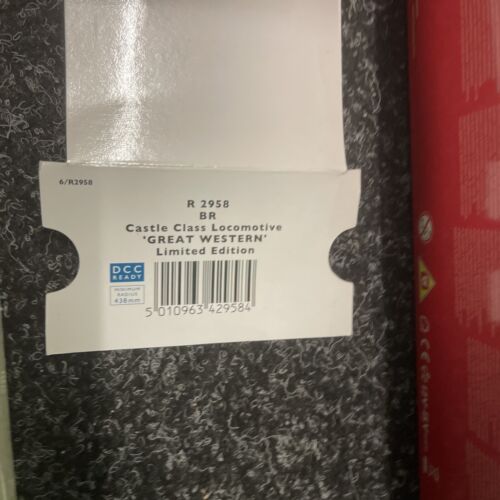 6/R2958
R 2958
BR
Castle Class Locomotive
'GREAT WESTERN'
Limited Edition
DCC
READY
MINIMUM
RADIUS
438mm
5 010963 429584